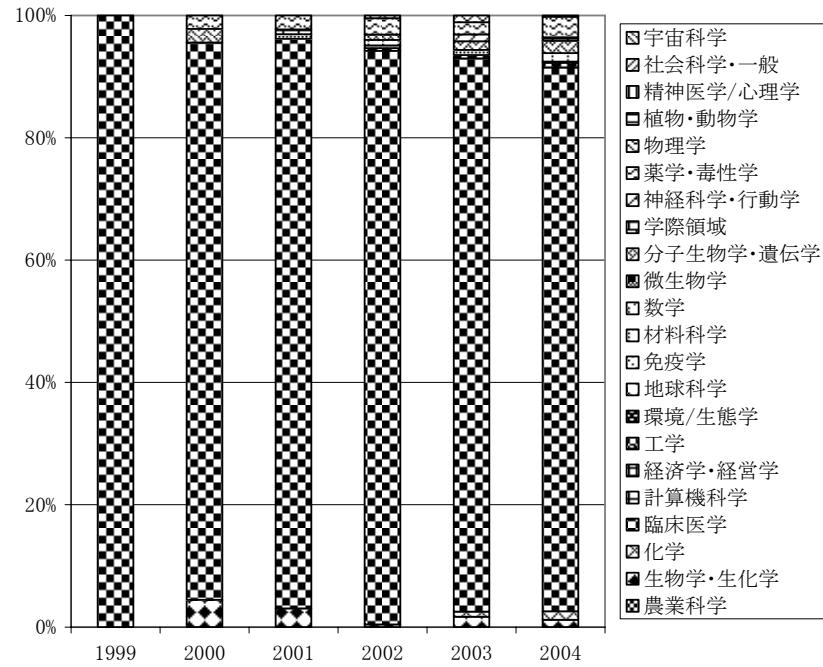 100%
80%
60%
40%
20%
0%
1999 2000 2001 2002 2003 2004
宇宙科学
社会科学・一般
精神医学/心理学
植物・動物学
物理学
薬学・毒性学
神経科学・行動学
学際領域
分子生物学・遺伝学
微生物学
数学
材料科学
免疫学
地球科学
環境/生態学
工学
経済学・経営学
計算機科学
臨床医学
化学
生物学・生化学
農業科学